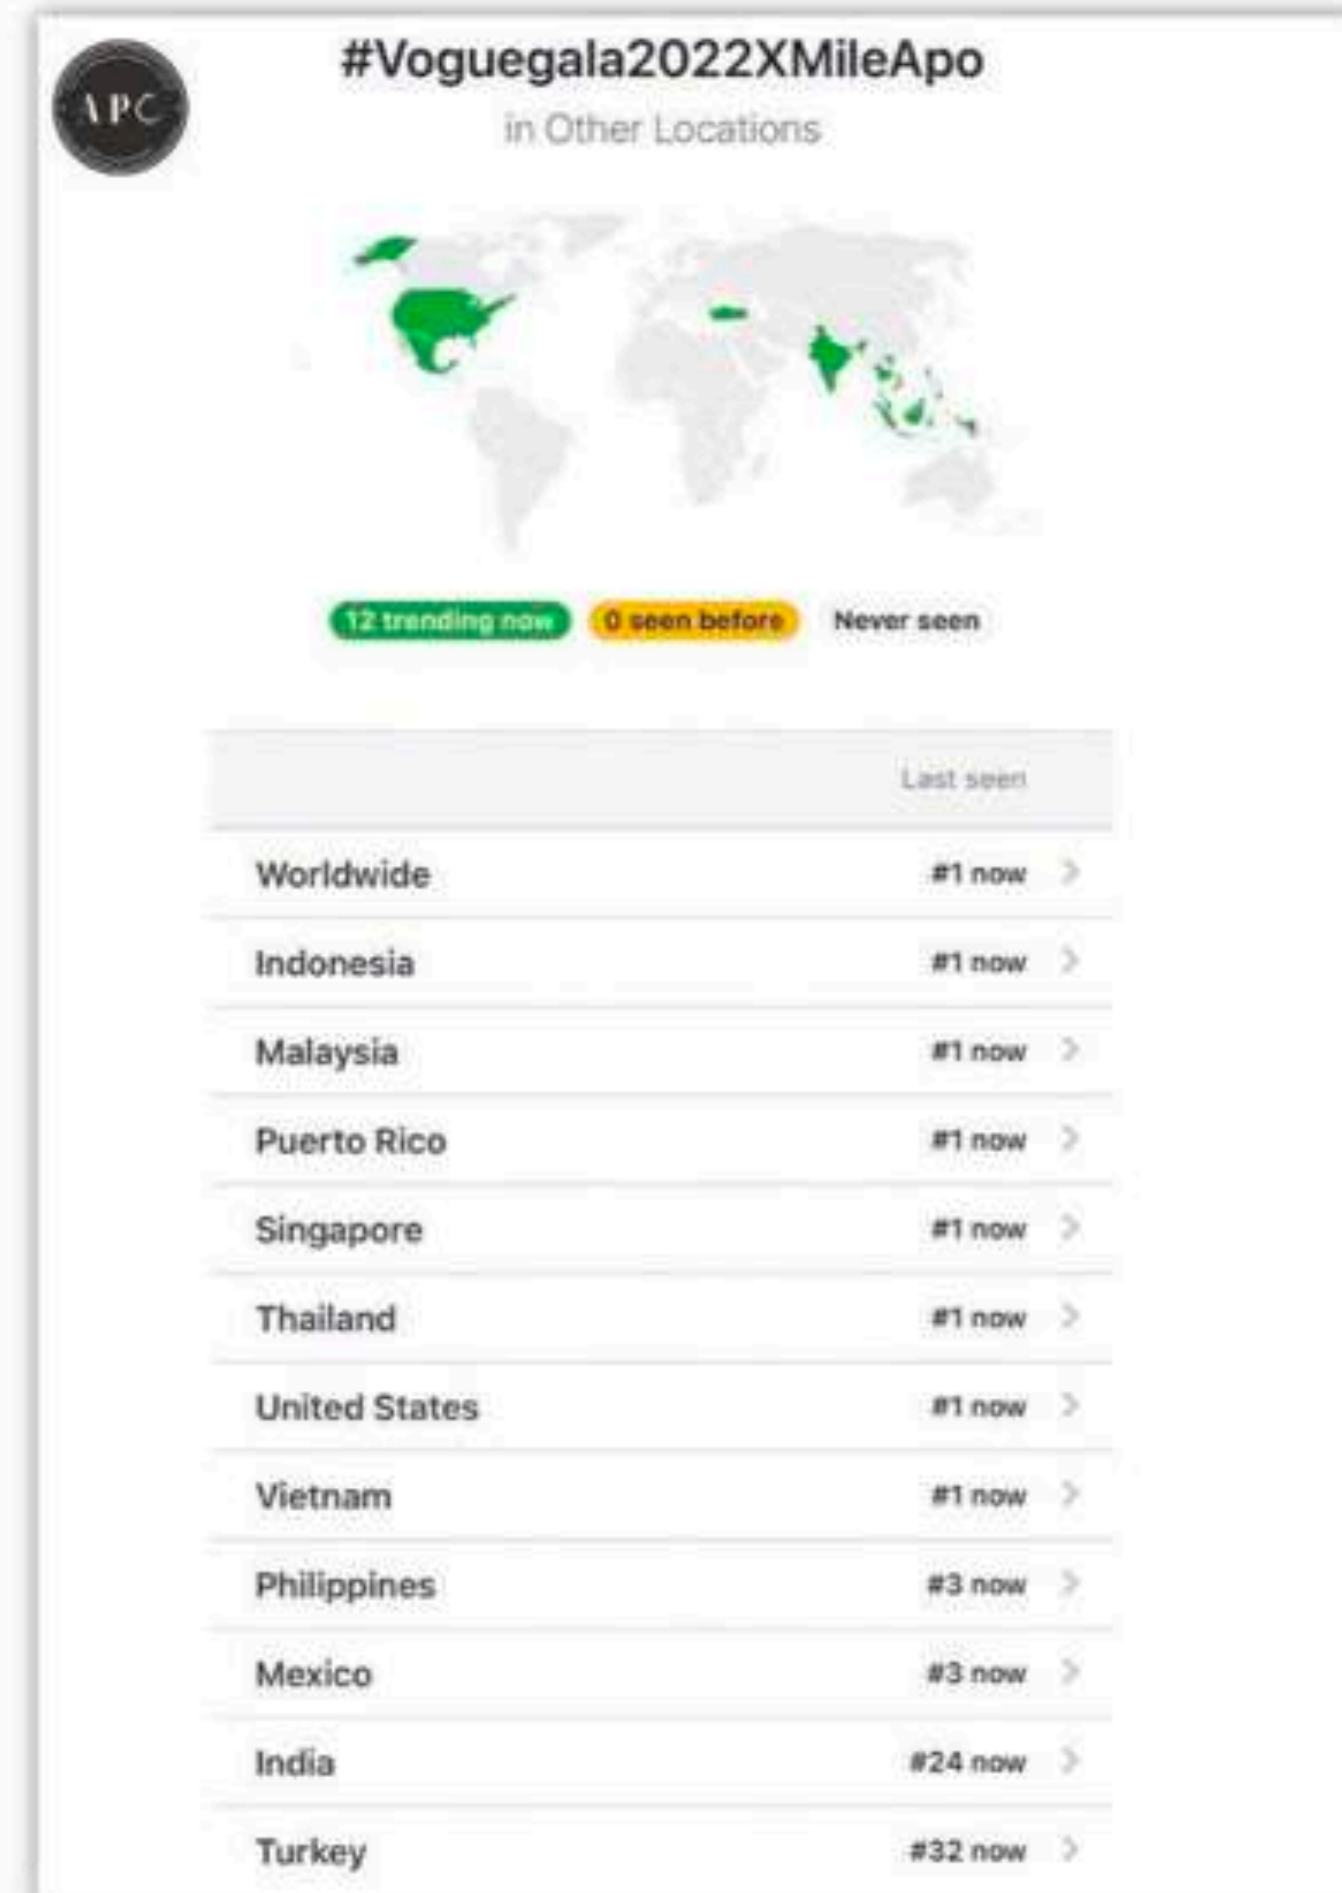 APC
#Voguegala2022XMileApo
in Other Locations
12 trending now 0 seen before Never seen
Last seen
Worldwide #1 now
Indonesia #1 now
Malaysia #1 now
Puerto Rico #1 now
Singapore #1 now
Thailand #1 now
United States #1 now
Vietnam #1 now
Philippines #3 now
Mexico #3 now
India #24 now
Turkey #32 now